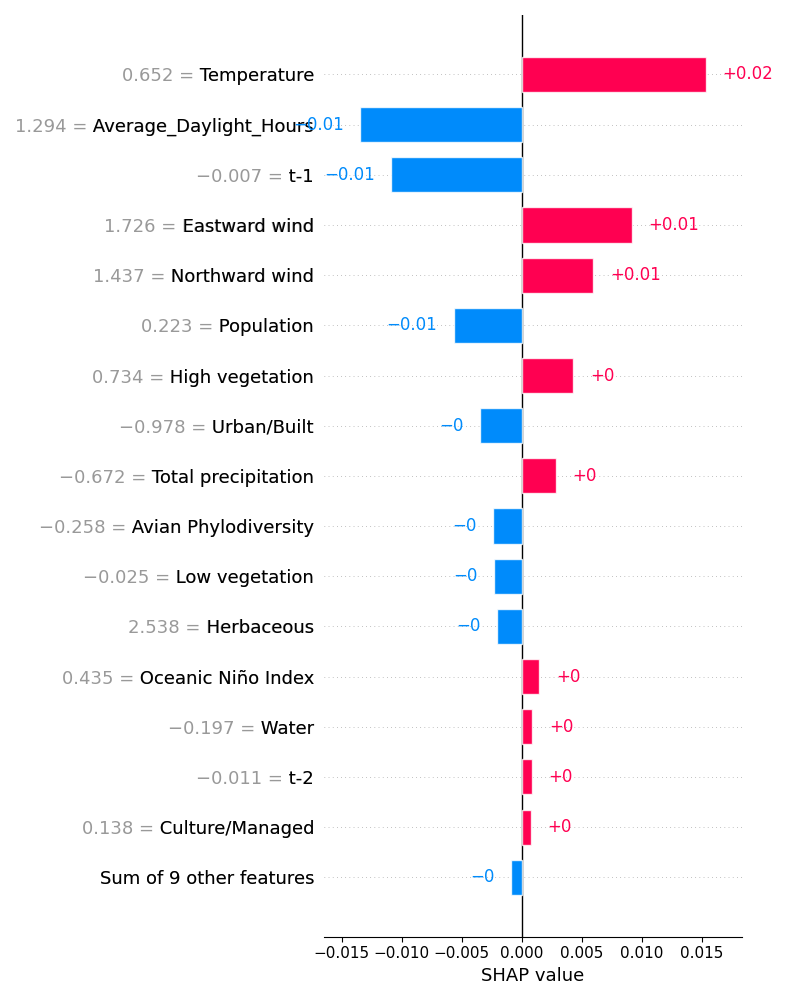 0.652 = Temperature +0.02
1.294 = Average_Daylight_Hours −0.01
−0.007 = t-1 −0.01
1.726 = Eastward wind +0.01
1.437 = Northward wind +0.01
0.223 = Population −0.01
0.734 = High vegetation +0
−0.978 = Urban/Built −0
−0.672 = Total precipitation +0
−0.258 = Avian Phylodiversity −0
−0.025 = Low vegetation −0
2.538 = Herbaceous −0
0.435 = Oceanic Niño Index +0
−0.197 = Water +0
−0.011 = t-2 +0
0.138 = Culture/Managed +0
Sum of 9 other features −0
−0.015 −0.010 −0.005 0.000 0.005 0.010 0.015
SHAP value